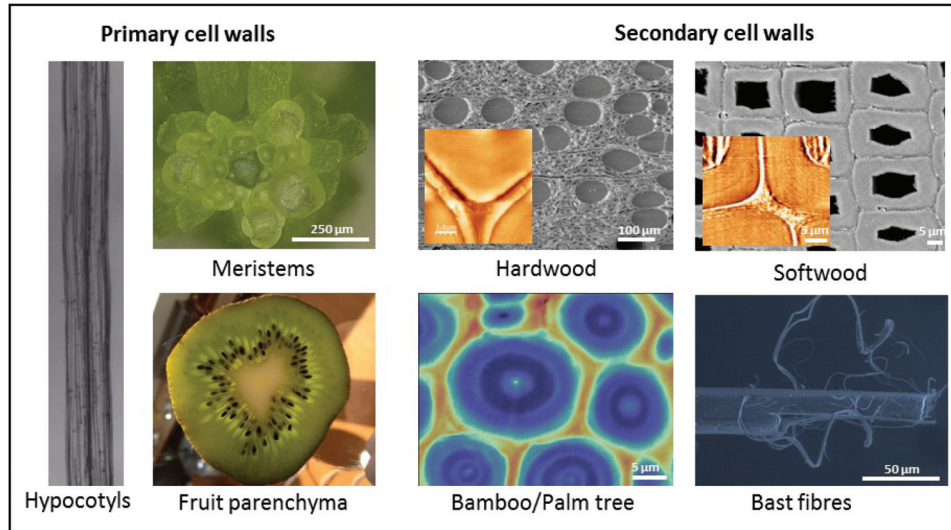 Primary cell walls
Secondary cell walls
250 µm
1.4µm
100 µm
5 µm
5 µm
Meristems
Hardwood
Softwood
5 µm
50 µm
Hypocotyls
Fruit parenchyma
Bamboo/Palm tree
Bast fibres